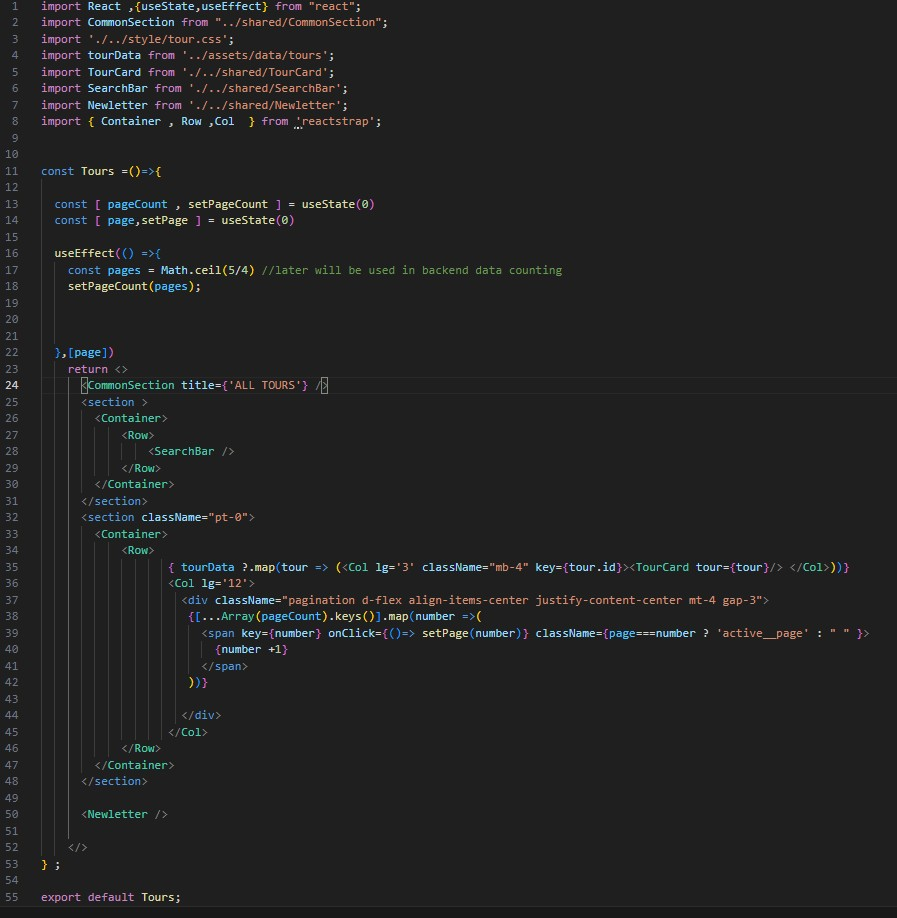 1 import React ,{useState,useEffect} from "react";
2 import CommonSection from "../shared/CommonSection";
3 import './../style/tour.css';
4 import tourData from '../assets/data/tours';
5 import TourCard from './../shared/TourCard';
6 import SearchBar from './../shared/SearchBar';
7 import Newletter from './../shared/Newletter';
8 import { Container , Row ,Col  } from 'reactstrap';
9
10
11 const Tours =()=>{
12
13   const [ pageCount , setPageCount ] = useState(0)
14   const [ page,setPage ] = useState(0)
15
16   useEffect(() =>{
17     const pages = Math.ceil(5/4) //later will be used in backend data counting
18     setPageCount(pages);
19
20
21
22   },[page])
23     return <>
24       <CommonSection title={'ALL TOURS'} />
25       <section >
26         <Container>
27             <Row>
28                 <SearchBar />
29             </Row>
30         </Container>
31       </section>
32       <section className="pt-0">
33         <Container>
34             <Row>
35                    { tourData ?.map(tour => (<Col lg='3' className="mb-4" key={tour.id}><TourCard tour={tour}/> </Col>))}
36                    <Col lg='12'>
37                      <div className="pagination d-flex align-items-center justify-content-center mt-4 gap-3">
38                       {[...Array(pageCount).keys()].map(number =>(
39                         <span key={number} onClick={()=> setPage(number)} className={page===number ? 'active__page' : " " }>
40                           {number +1}
41                         </span>
42                       ))}
43
44                      </div>
45                    </Col>
46             </Row>
47         </Container>
48       </section>
49
50       <Newletter />
51
52     </>
53 } ;
54
55 export default Tours;